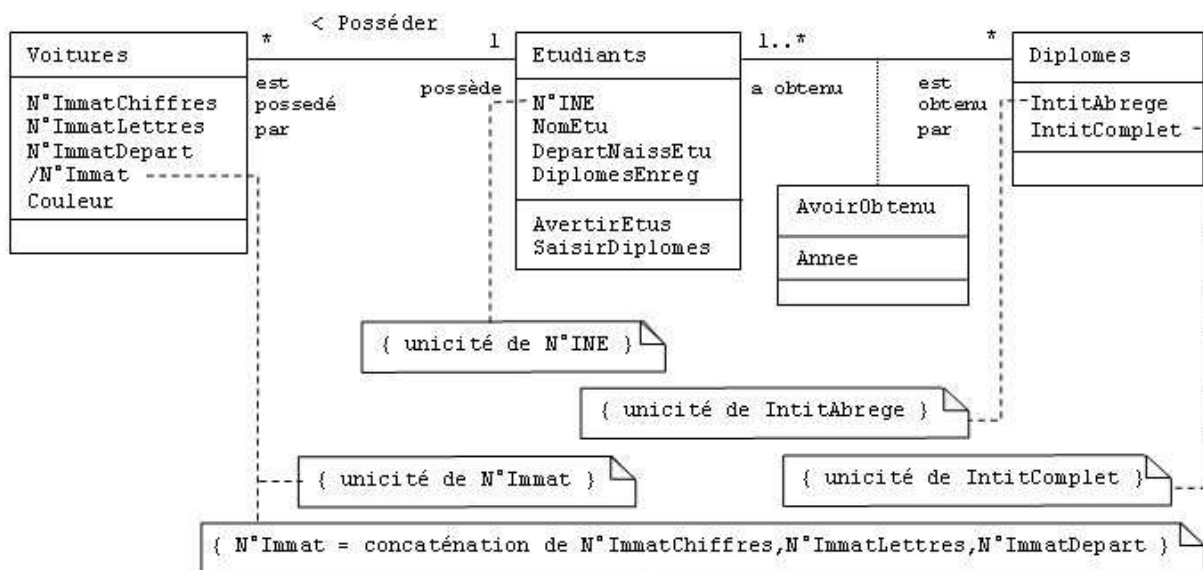 < Posséder
* 1 1..* *
Voitures
N°ImmatChiffres
N°ImmatLettres
N°ImmatDepart
/N°Immat
Couleur
est
possedé
par
possède
Etudiants
N°INE
NomEtu
DepartNaissEtu
DiplomesEnreg
AvertirEtus
SaisirDiplomes
a obtenu
est
obtenu
par
Diplomes
IntitAbrege
IntitComplet
AvoirObtenu
Annee
{ unicité de N°INE }
{ unicité de IntitAbrege }
{ unicité de N°Immat }
{ unicité de IntitComplet }
{ N°Immat = concaténation de N°ImmatChiffres,N°ImmatLettres,N°ImmatDepart }